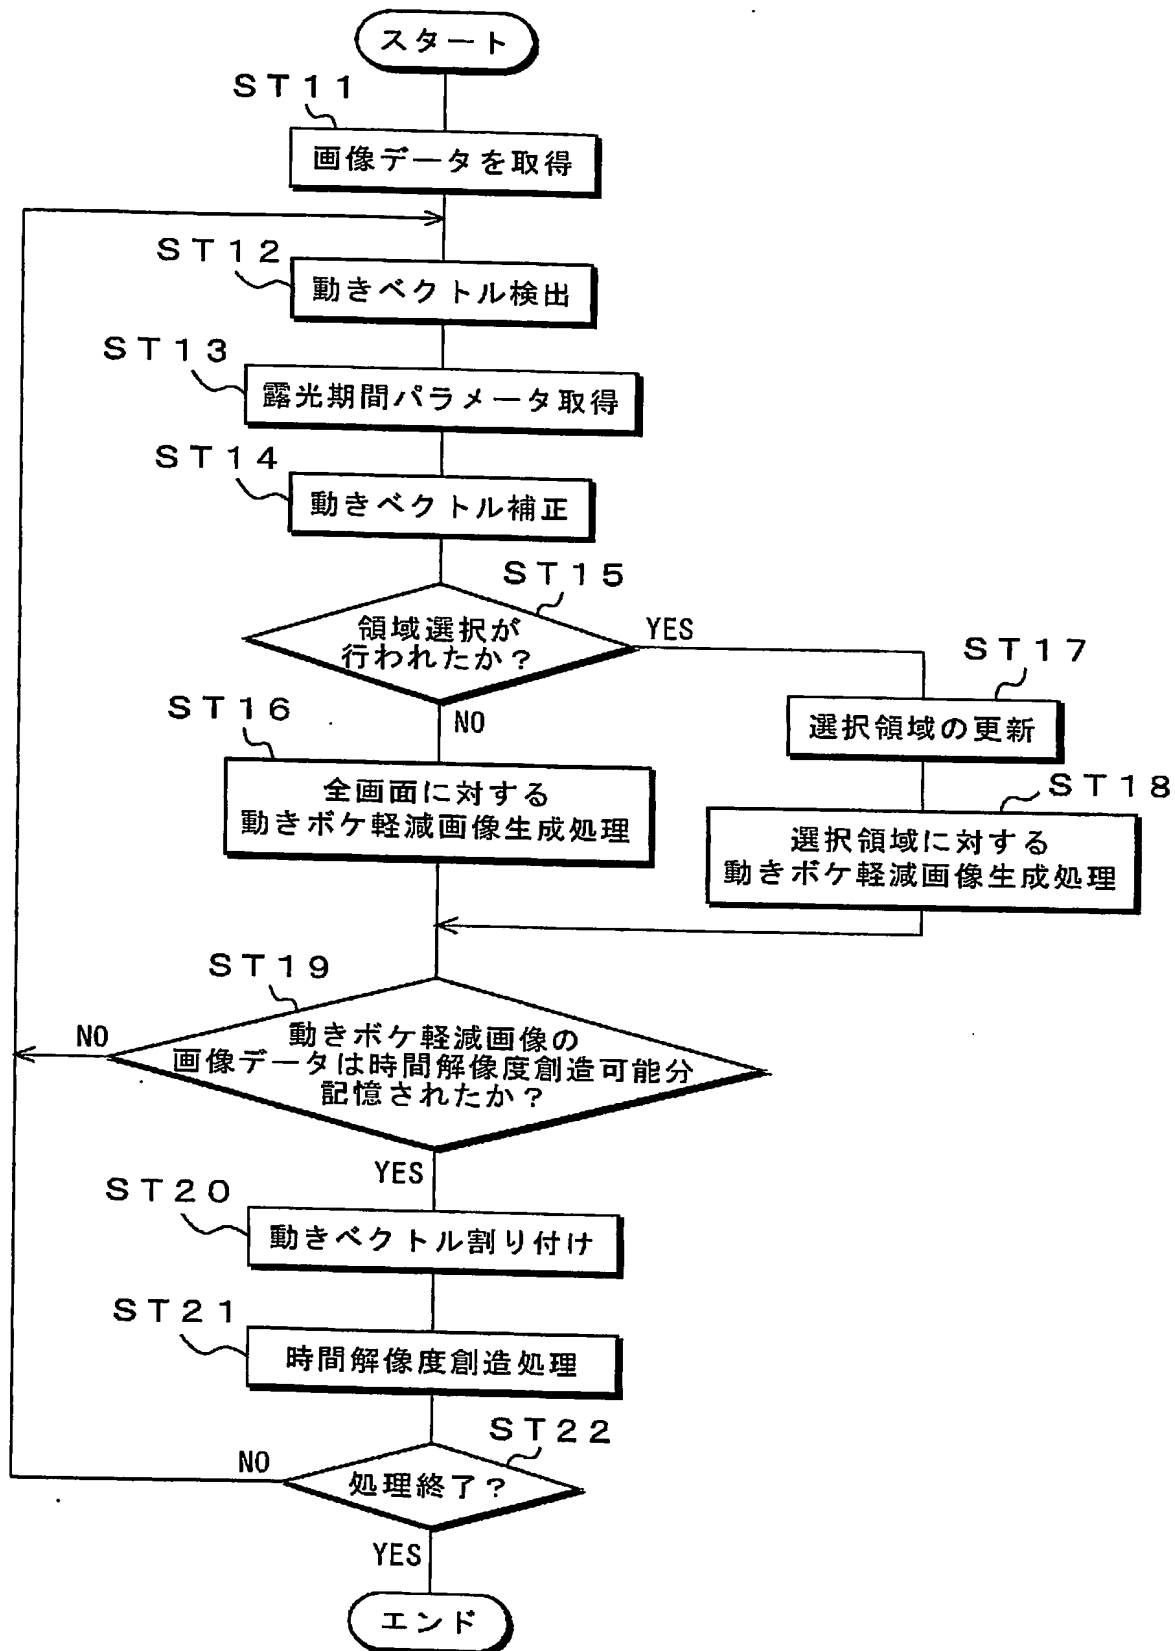 スタート
ST11
画像データを取得
ST12
動きベクトル検出
ST13
露光期間パラメータ取得
ST14
動きベクトル補正
ST15
領域選択が
行われたか?
YES
NO
ST16
全画面に対する
動きボケ軽減画像生成処理
ST17
選択領域の更新
ST18
選択領域に対する
動きボケ軽減画像生成処理
ST19
動きボケ軽減画像の
画像データは時間解像度創造可能分
記憶されたか?
NO
YES
ST20
動きベクトル割り付け
ST21
時間解像度創造処理
ST22
処理終了?
NO
YES
エンド